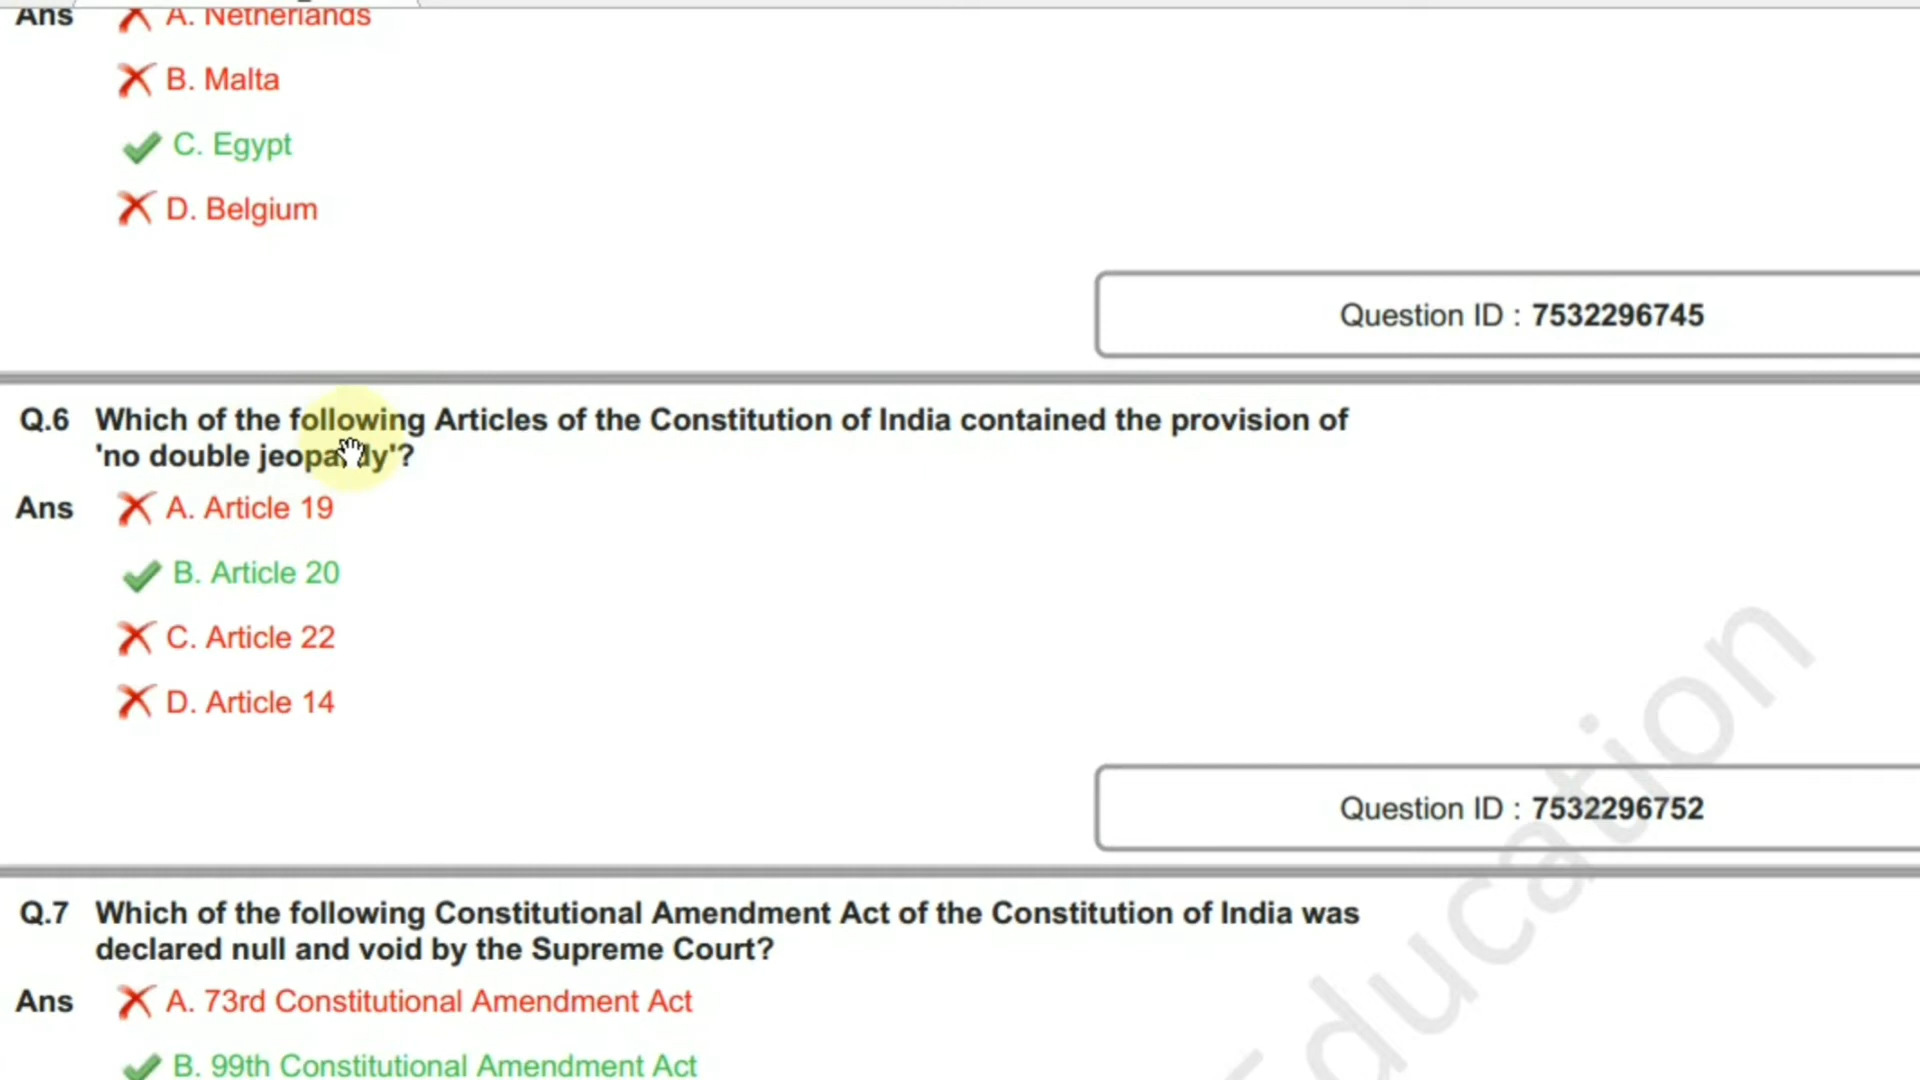 Ans A. Netherlands
B. Malta
C. Egypt
D. Belgium
Question ID : 7532296745
Q.6 Which of the following Articles of the Constitution of India contained the provision of
'no double jeopardy'?
Ans A. Article 19
B. Article 20
C. Article 22
D. Article 14
Question ID : 7532296752
Q.7 Which of the following Constitutional Amendment Act of the Constitution of India was
declared null and void by the Supreme Court?
Ans A. 73rd Constitutional Amendment Act
B. 99th Constitutional Amendment Act
Education